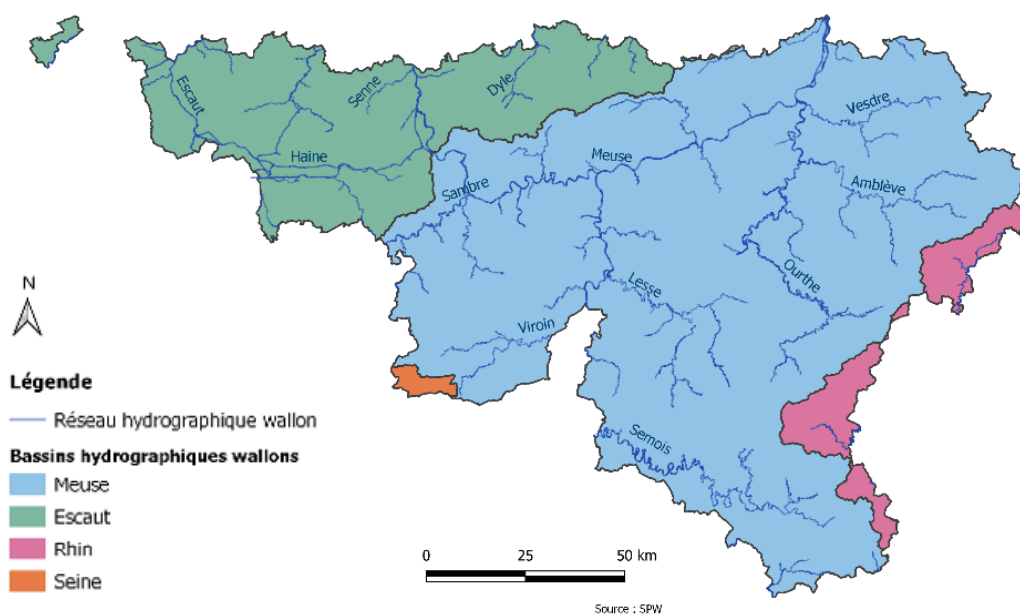 Escaut
Senne
Dyle
Haine
Sambre
Meuse
Vesdre
Amblève
Ourthe
Lesse
Viroin
Semois
N
Légende
Réseau hydrographique wallon
Bassins hydrographiques wallons
Meuse
Escaut
Rhin
Seine
0 25 50 km
Source : SPW